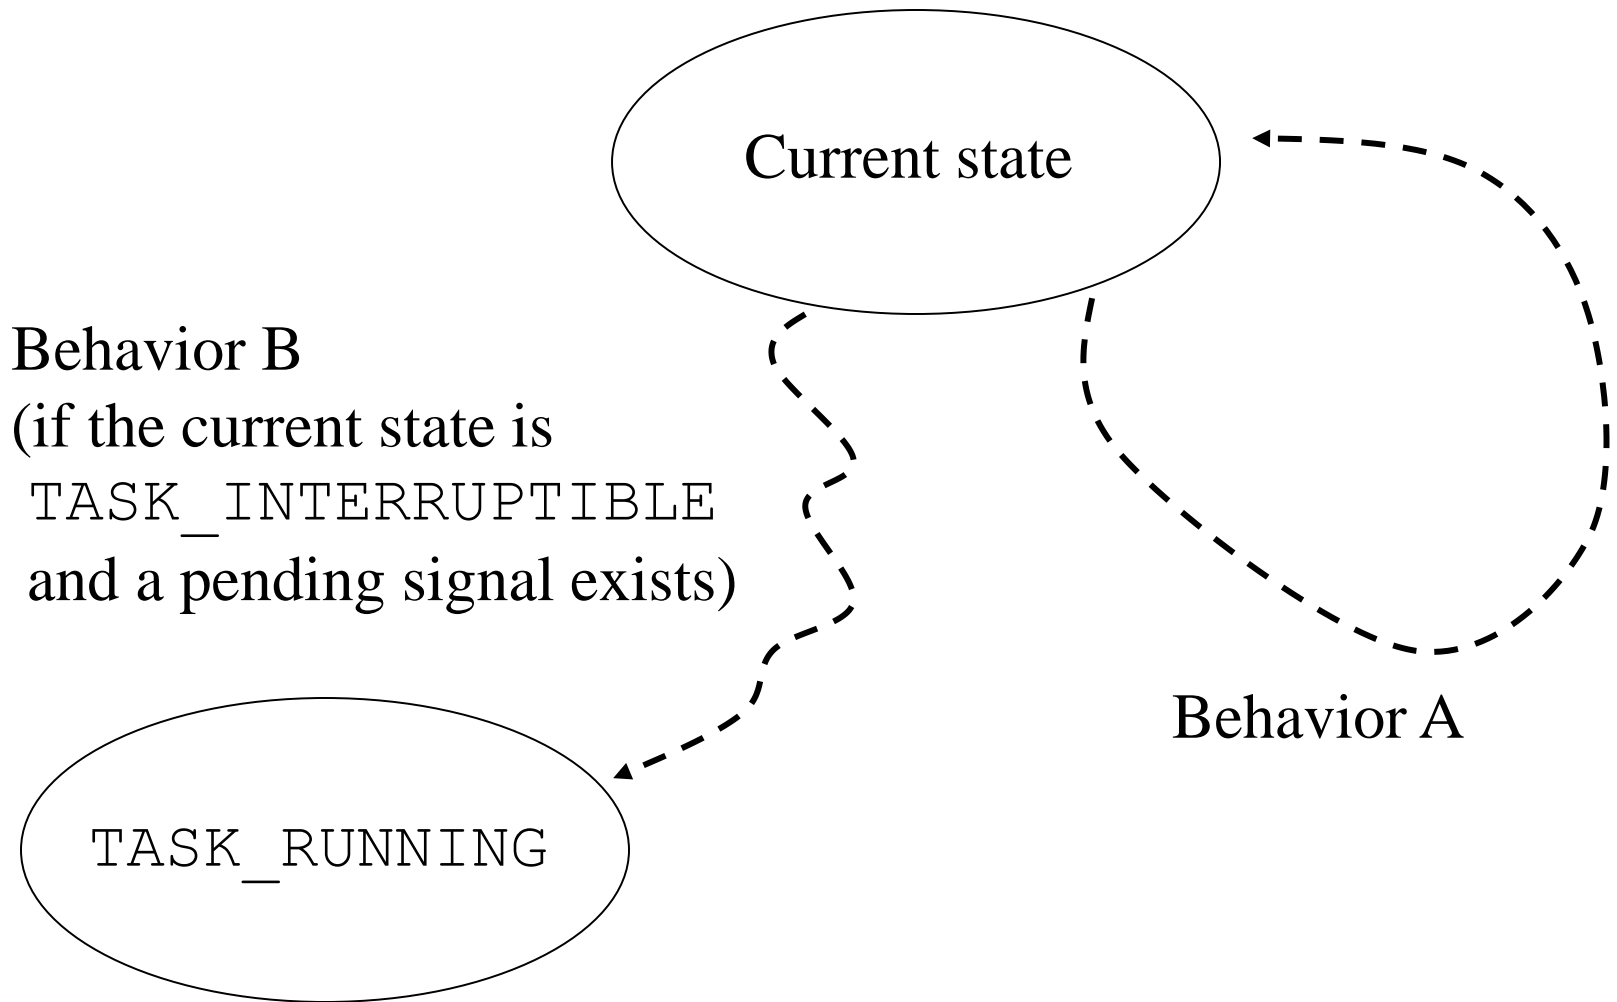 Current state
Behavior B
(if the current state is
TASK_INTERRUPTIBLE
and a pending signal exists)
Behavior A
TASK_RUNNING